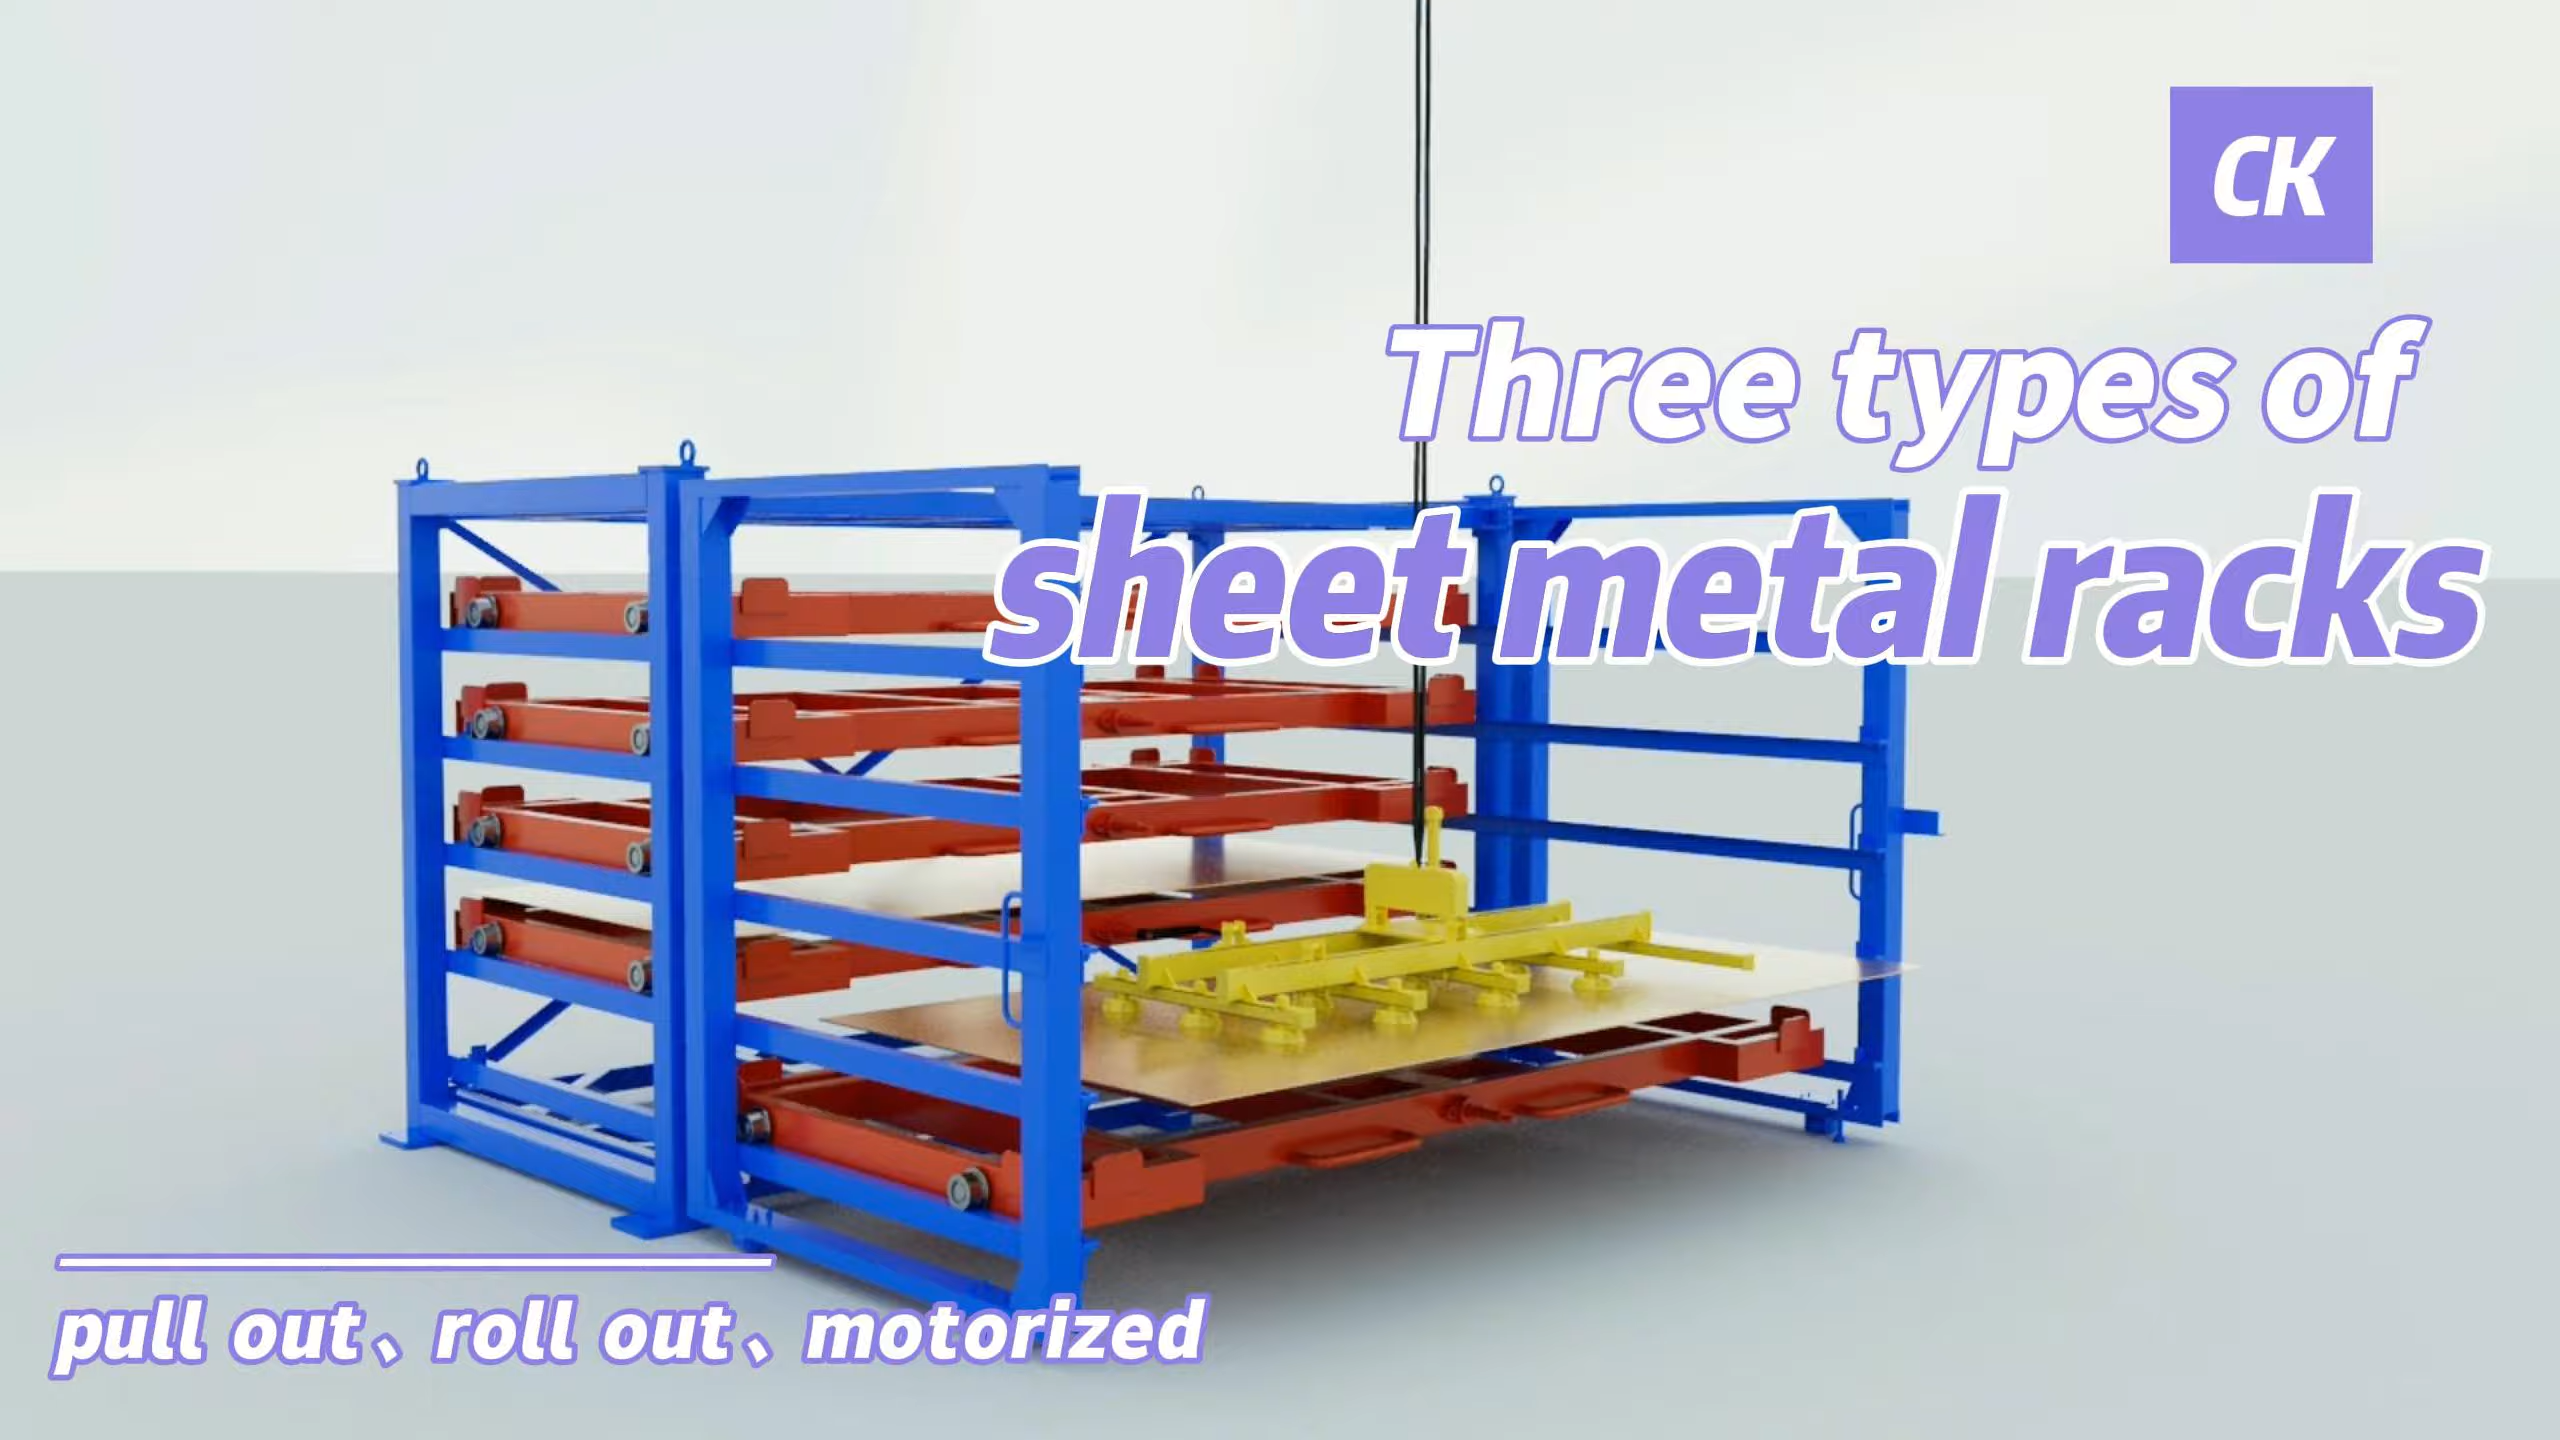 CK
Three types of
sheet metal racks
pull out、roll out、motorized